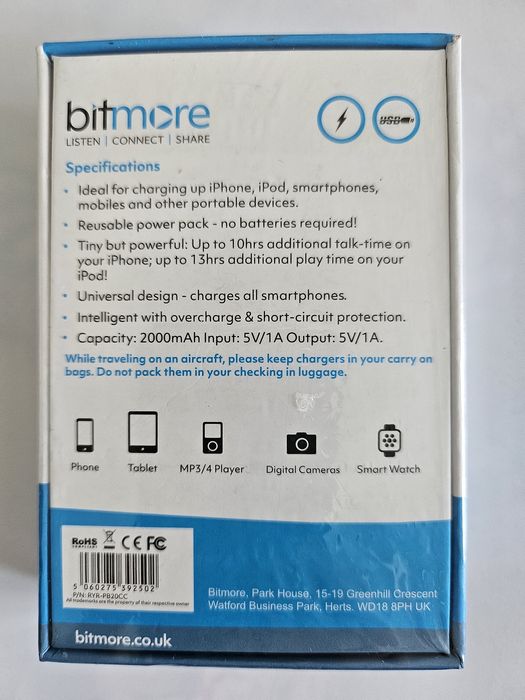 bitmore
LISTEN | CONNECT | SHARE
USB
Specifications
• Ideal for charging up iPhone, iPod, smartphones,
mobiles and other portable devices.
• Reusable power pack - no batteries required!
• Tiny but powerful: Up to 10hrs additional talk-time on
your iPhone; up to 13hrs additional play time on your
iPod!
• Universal design - charges all smartphones.
• Intelligent with overcharge & short-circuit protection.
• Capacity: 2000mAh Input: 5V/1A Output: 5V/1A.
While traveling on an aircraft, please keep chargers in your carry on
bags. Do not pack them in your checking in luggage.
Phone Tablet MP3/4 Player Digital Cameras Smart Watch
RoHS CE FC
COMPLIANT
5 060275 392502
P/N: RYR-PB20CC
All trademarks are the property of their respective owner
Bitmore, Park House, 15-19 Greenhill Crescent
Watford Business Park, Herts. WD18 8PH UK
bitmore.co.uk